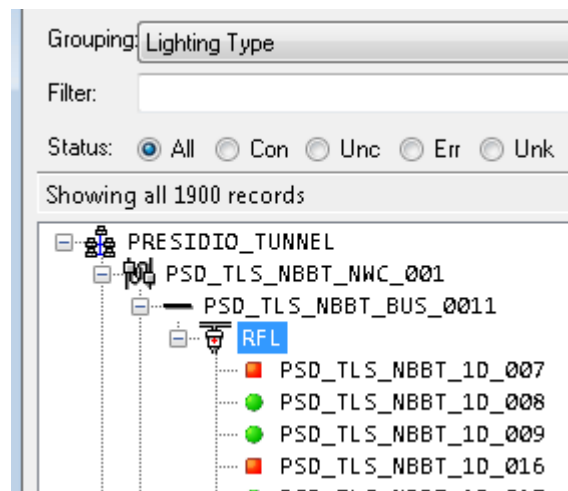 Grouping: Lighting Type
Filter:
Status: All Con Unc Err Unk
Showing all 1900 records
PRESIDIO_TUNNEL
PSD_TLS_NBBT_NWC_001
PSD_TLS_NBBT_BUS_0011
RFL
PSD_TLS_NBBT_1D_007
PSD_TLS_NBBT_1D_008
PSD_TLS_NBBT_1D_009
PSD_TLS_NBBT_1D_016